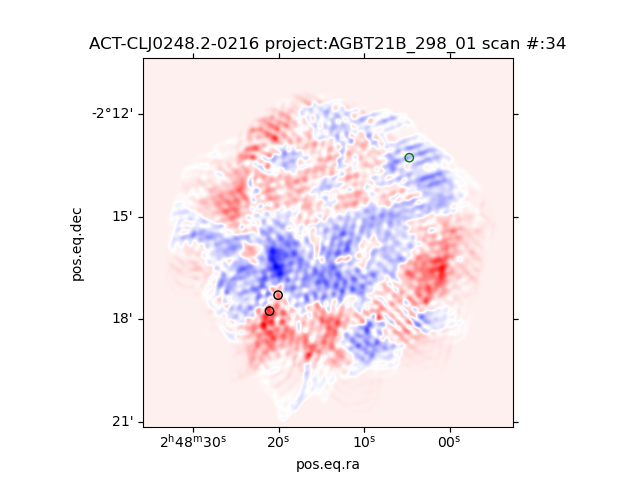 ACT-CLJ0248.2-0216 project:AGBT21B_298_01 scan #:34
pos.eq.dec
-2°12'
15'
18'
21'
2ʰ48ᵐ30ˢ 20ˢ 10ˢ 00ˢ
pos.eq.ra